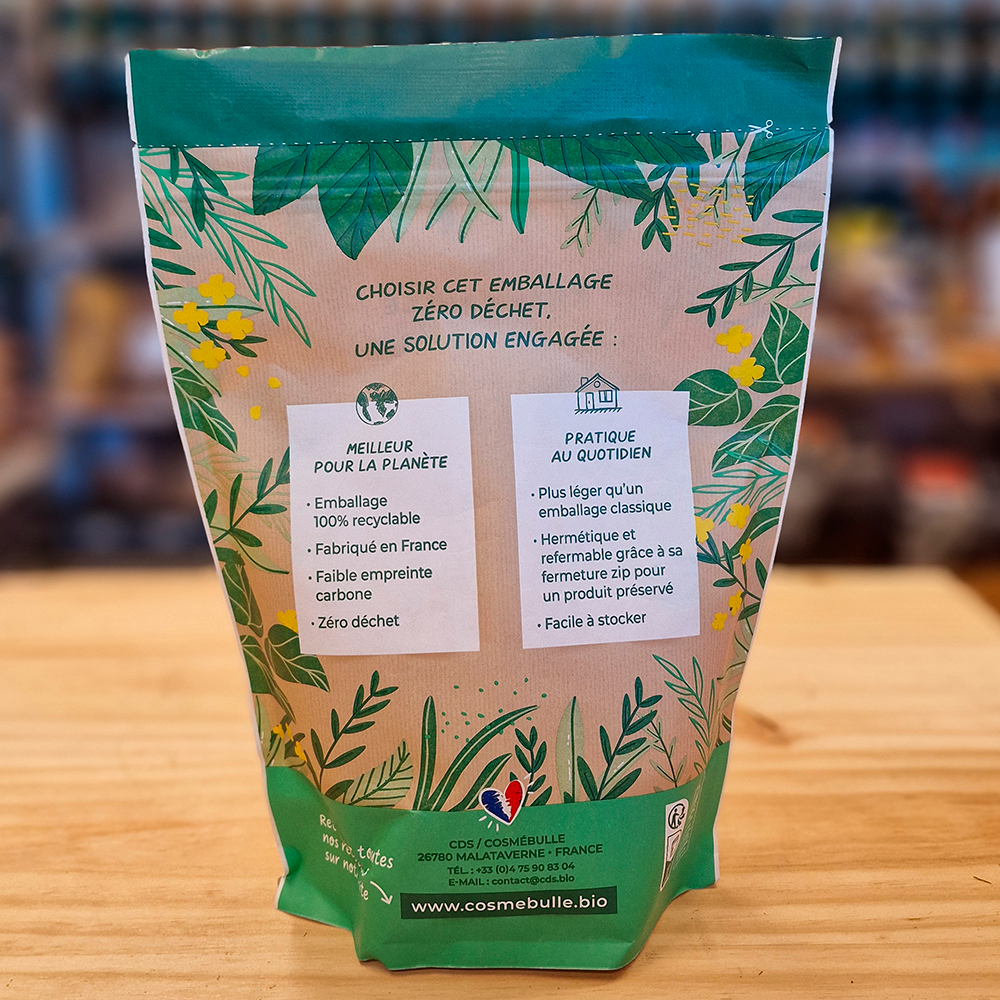 CHOISIR CET EMBALLAGE
ZÉRO DÉCHET,
UNE SOLUTION ENGAGÉE :
MEILLEUR
POUR LA PLANÈTE
• Emballage
100% recyclable
• Fabriqué en France
• Faible empreinte
carbone
• Zéro déchet
PRATIQUE
AU QUOTIDIEN
• Plus léger qu'un
emballage classique
• Hermétique et
refermable grâce à sa
fermeture zip pour
un produit préservé
• Facile à stocker
nos
sur
CDS / COSMÉBULLE
26780 MALATAVERNE • FRANCE
TÉL. : +33 (0)4 75 90 83 04
E-MAIL : contact@cds.bio
www.cosmebulle.bio